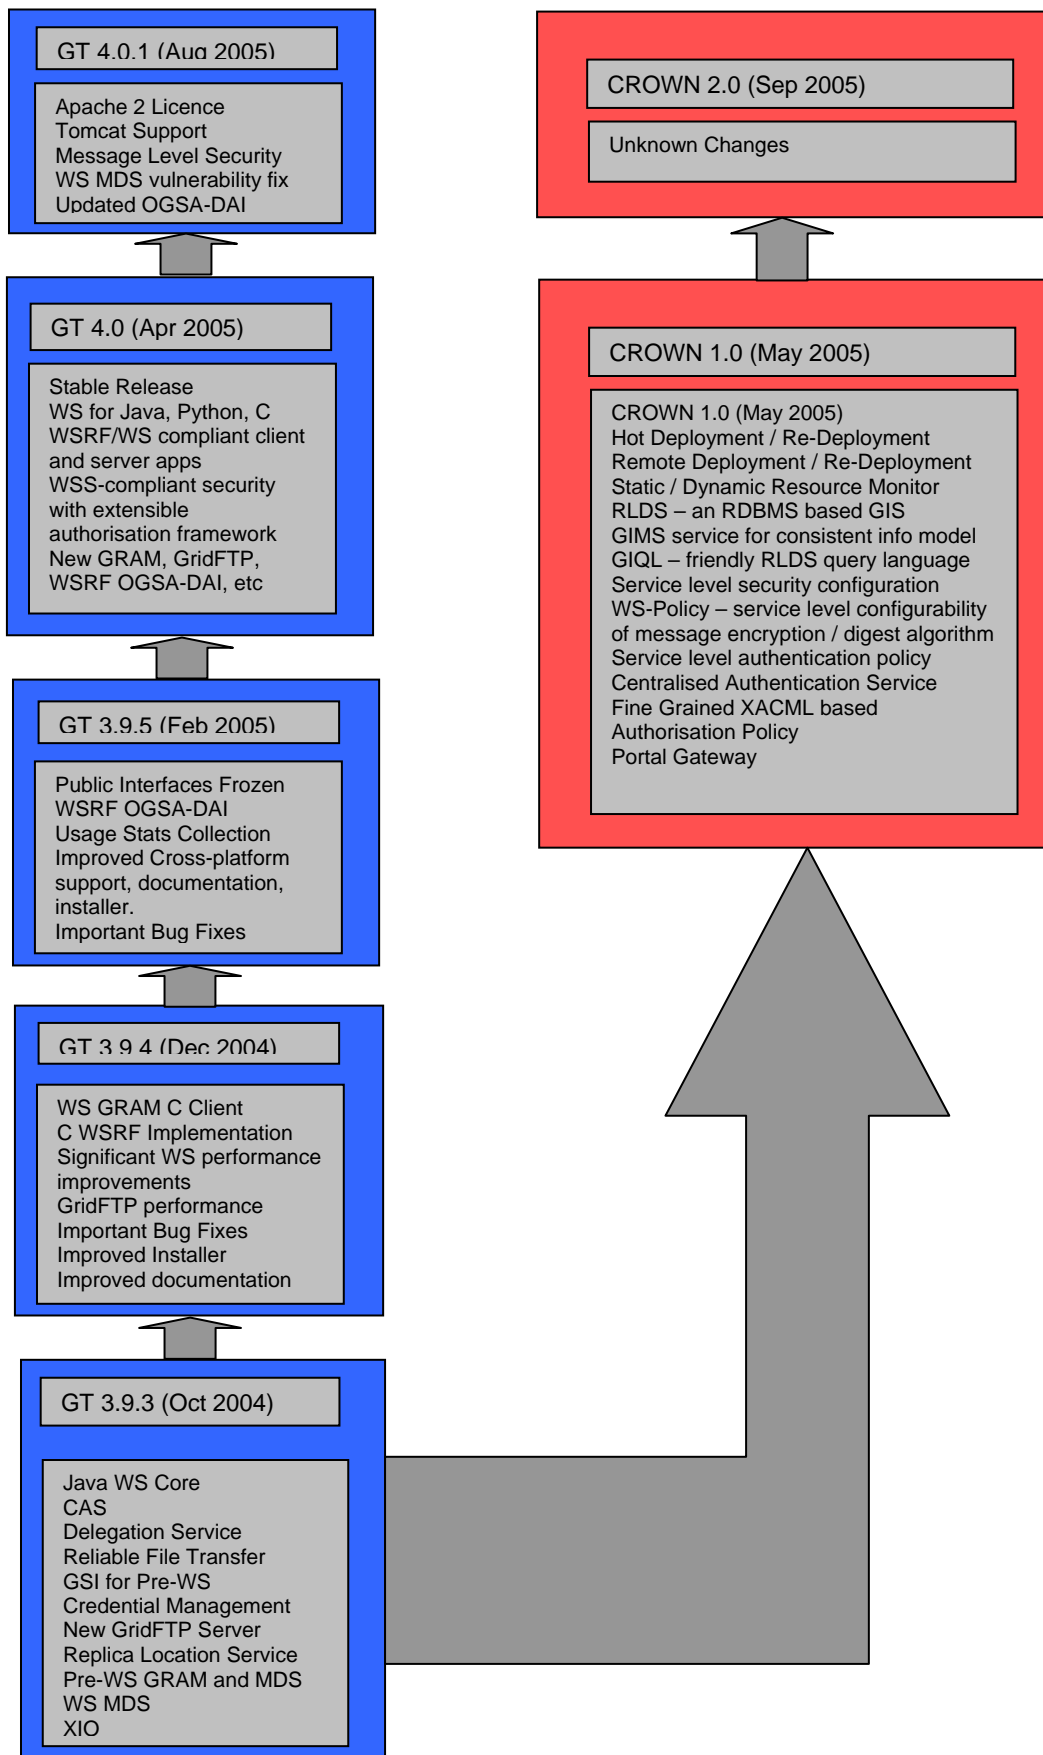 GT 4.0.1 (Aug 2005)
Apache 2 Licence
Tomcat Support
Message Level Security
WS MDS vulnerability fix
Updated OGSA-DAI
GT 4.0 (Apr 2005)
Stable Release
WS for Java, Python, C
WSRF/WS compliant client
and server apps
WSS-compliant security
with extensible
authorisation framework
New GRAM, GridFTP,
WSRF OGSA-DAI, etc
GT 3.9.5 (Feb 2005)
Public Interfaces Frozen
WSRF OGSA-DAI
Usage Stats Collection
Improved Cross-platform
support, documentation,
installer.
Important Bug Fixes
GT 3.9.4 (Dec 2004)
WS GRAM C Client
C WSRF Implementation
Significant WS performance
improvements
GridFTP performance
Important Bug Fixes
Improved Installer
Improved documentation
GT 3.9.3 (Oct 2004)
Java WS Core
CAS
Delegation Service
Reliable File Transfer
GSI for Pre-WS
Credential Management
New GridFTP Server
Replica Location Service
Pre-WS GRAM and MDS
WS MDS
XIO
CROWN 2.0 (Sep 2005)
Unknown Changes
CROWN 1.0 (May 2005)
CROWN 1.0 (May 2005)
Hot Deployment / Re-Deployment
Remote Deployment / Re-Deployment
Static / Dynamic Resource Monitor
RLDS – an RDBMS based GIS
GIMS service for consistent info model
GIQL – friendly RLDS query language
Service level security configuration
WS-Policy – service level configurability
of message encryption / digest algorithm
Service level authentication policy
Centralised Authentication Service
Fine Grained XACML based
Authorisation Policy
Portal Gateway